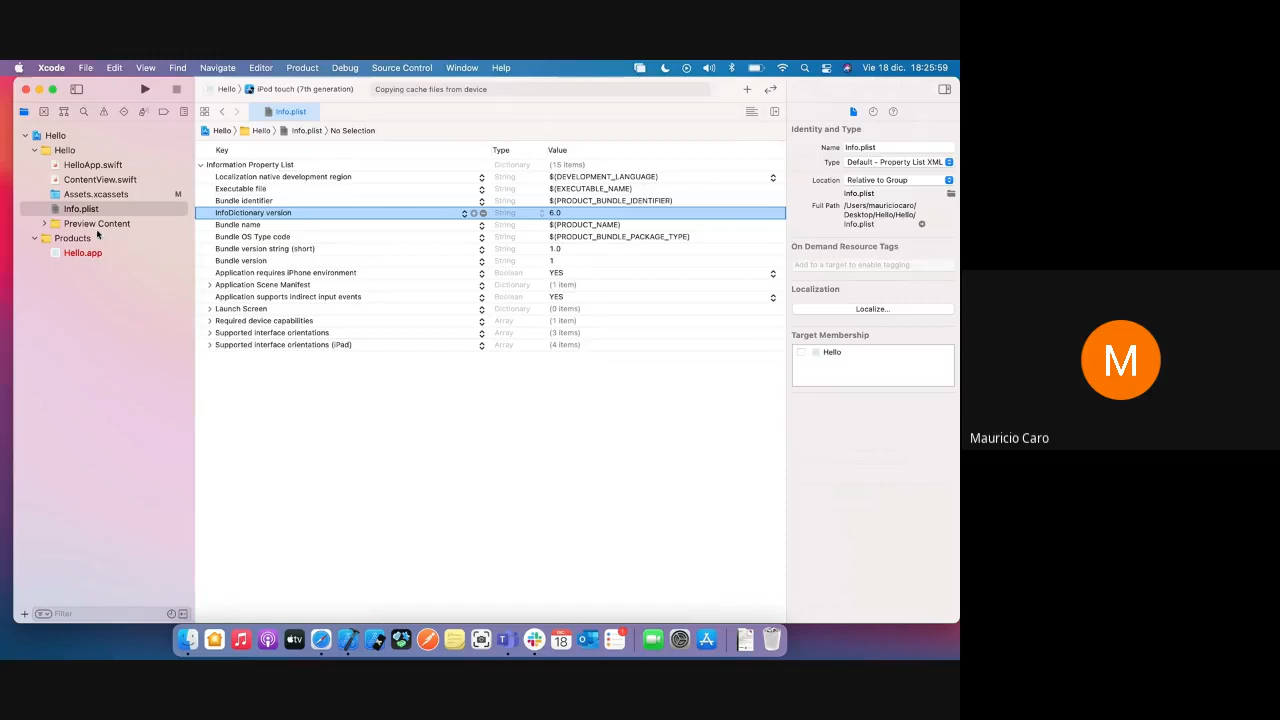 Xcode File Edit View Find Navigate Editor Product Debug Source Control Window Help Vie 18 dic. 18:25:59
Hello 〉 iPod touch (7th generation) Copying cache files from device
Info.plist
Hello 〉 Hello 〉 Info.plist 〉 No Selection
Hello
Hello
HelloApp.swift
ContentView.swift
Assets.xcassets M
Info.plist
Preview Content
Products
Hello.app
Filter
Key Type Value
Information Property List Dictionary (15 items)
Localization native development region String $(DEVELOPMENT_LANGUAGE)
Executable file String $(EXECUTABLE_NAME)
Bundle identifier String $(PRODUCT_BUNDLE_IDENTIFIER)
InfoDictionary version String 6.0
Bundle name String $(PRODUCT_NAME)
Bundle OS Type code String $(PRODUCT_BUNDLE_PACKAGE_TYPE)
Bundle version string (short) String 1.0
Bundle version String 1
Application requires iPhone environment Boolean YES
Application Scene Manifest Dictionary (1 item)
Application supports indirect input events Boolean YES
Launch Screen Dictionary (0 items)
Required device capabilities Array (1 item)
Supported interface orientations Array (3 items)
Supported interface orientations (iPad) Array (4 items)
Identity and Type
Name Info.plist
Type Default - Property List XML
Location Relative to Group
Info.plist
Full Path /Users/mauriciocaro/
Desktop/Hello/Hello/
Info.plist
On Demand Resource Tags
Add to a target to enable tagging
Localization
Localize...
Target Membership
Hello
18
1
M
Mauricio Caro